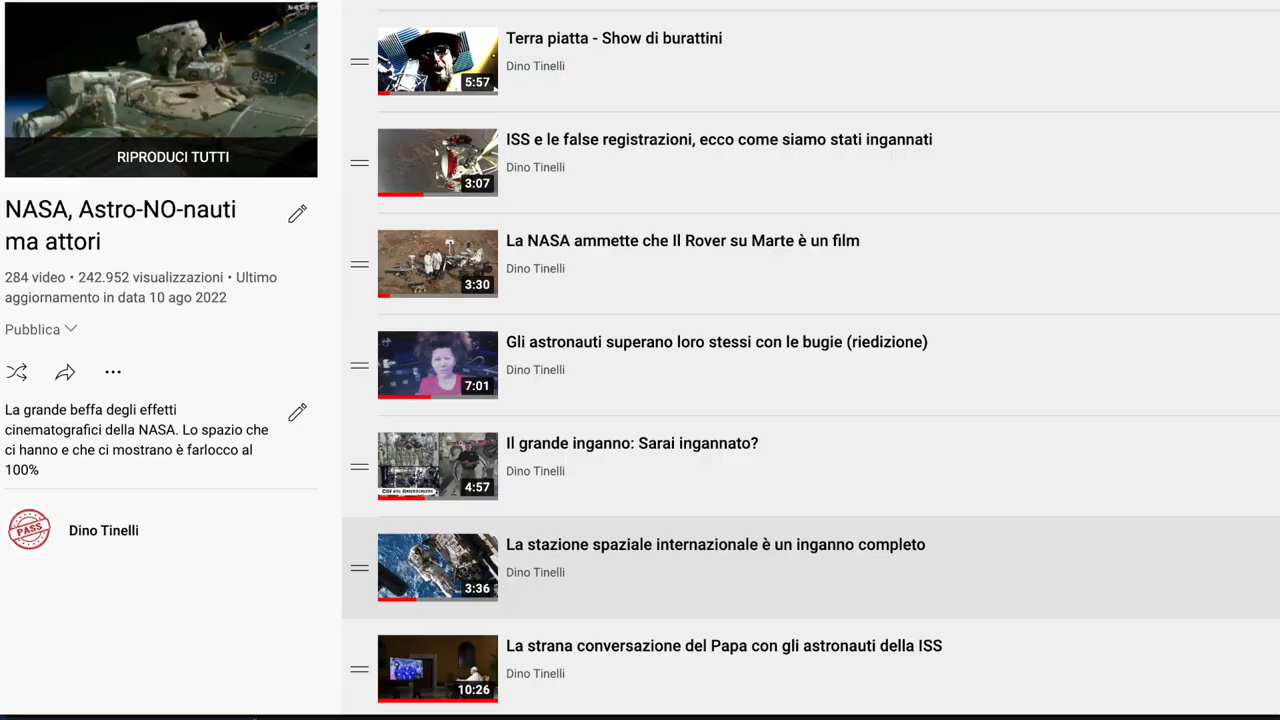 NASA
esa
RIPRODUCI TUTTI
NASA, Astro-NO-nauti
ma attori
284 video • 242.952 visualizzazioni • Ultimo
aggiornamento in data 10 ago 2022
Pubblica
La grande beffa degli effetti
cinematografici della NASA. Lo spazio che
ci hanno e che ci mostrano è farlocco al
100%
PASS
Dino Tinelli
Terra piatta - Show di burattini
Dino Tinelli
5:57
ISS e le false registrazioni, ecco come siamo stati ingannati
Dino Tinelli
3:07
La NASA ammette che Il Rover su Marte è un film
Dino Tinelli
3:30
Gli astronauti superano loro stessi con le bugie (riedizione)
Dino Tinelli
7:01
Il grande inganno: Sarai ingannato?
Dino Tinelli
4:57
La stazione spaziale internazionale è un inganno completo
Dino Tinelli
3:36
La strana conversazione del Papa con gli astronauti della ISS
Dino Tinelli
10:26